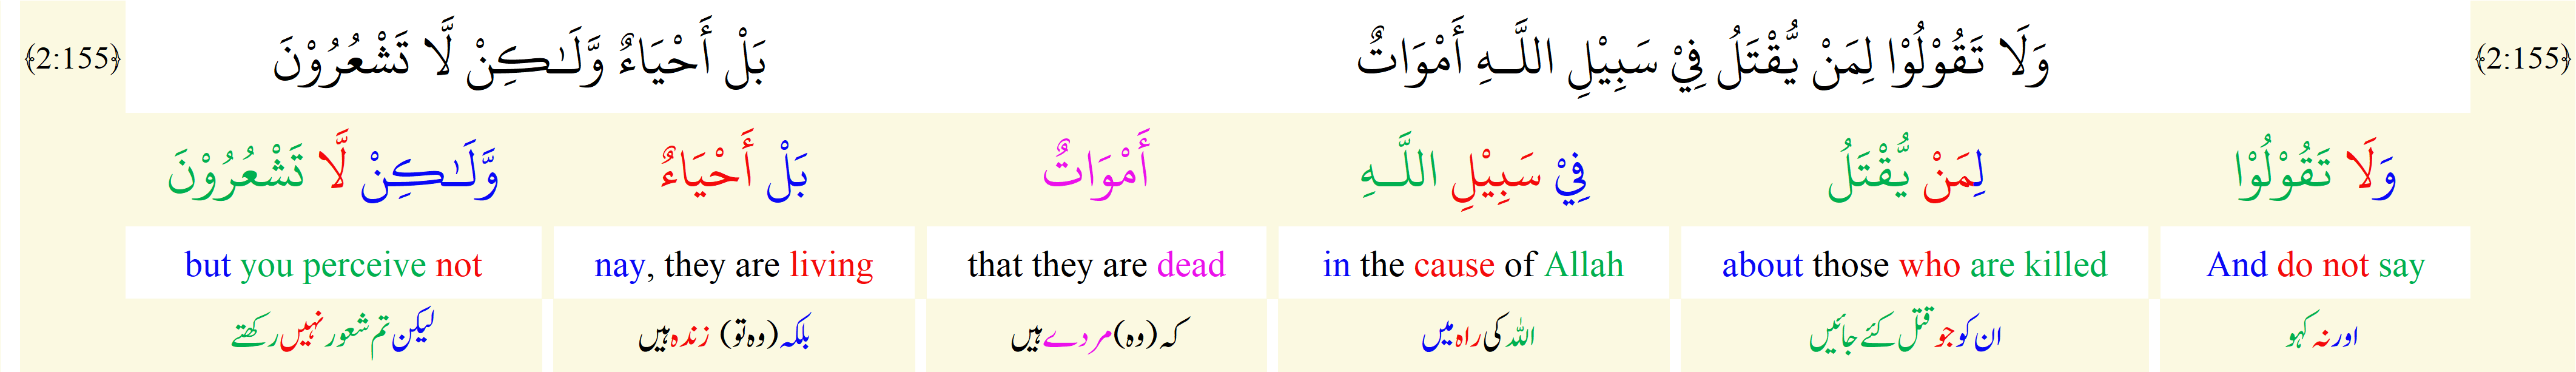 ﴿2:155﴾ وَلَا تَقُوْلُوْا لِمَنْ يُّقْتَلُ فِيْ سَبِيْلِ اللَّـهِ أَمْوَاتٌ بَلْ أَحْيَاءٌ وَّلَـٰكِنْ لَّا تَشْعُرُوْنَ ﴿2:155﴾
وَلَا تَقُوْلُوْا لِمَنْ يُّقْتَلُ فِيْ سَبِيْلِ اللَّـهِ أَمْوَاتٌ بَلْ أَحْيَاءٌ وَّلَـٰكِنْ لَّا تَشْعُرُوْنَ
And do not say about those who are killed in the cause of Allah that they are dead nay, they are living but you perceive not
اور نہ کہو ان کو جو قتل کئے جائیں اللہ کی راہ میں کہ (وہ) مردے ہیں بلکہ (وہ تو) زندہ ہیں لیکن تم شعور نہیں رکھتے